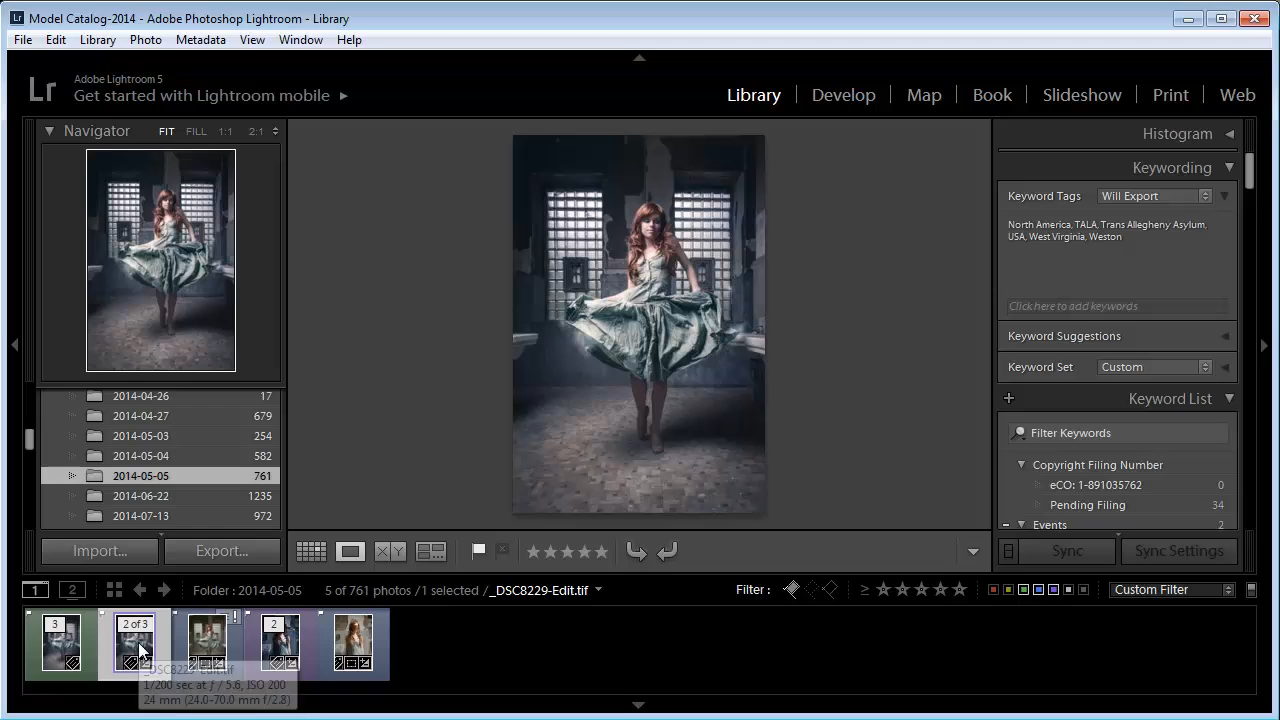 Model Catalog-2014 - Adobe Photoshop Lightroom - Library
File Edit Library Photo Metadata View Window Help
Lr
Adobe Lightroom 5
Get started with Lightroom mobile
Library Develop Map Book Slideshow Print Web
Navigator FIT FILL 1:1 2:1
2014-04-26 17
2014-04-27 679
2014-05-03 254
2014-05-04 582
2014-05-05 761
2014-06-22 1235
2014-07-13 972
Import... Export...
Histogram
Keywording
Keyword Tags Will Export
North America, TALA, Trans Allegheny Asylum,
USA, West Virginia, Weston
Click here to add keywords
Keyword Suggestions
Keyword Set Custom
Keyword List
Filter Keywords
Copyright Filing Number
eCO: 1-891035762 0
Pending Filing 34
Events 2
XY
Sync Sync Settings
1 2 Folder : 2014-05-05 5 of 761 photos /1 selected /_DSC8229-Edit.tif Filter : Custom Filter
3 2 of 3 2
_DSC8229-Edit.tif
1/200 sec at ƒ / 5.6, ISO 200
24 mm (24.0-70.0 mm f/2.8)